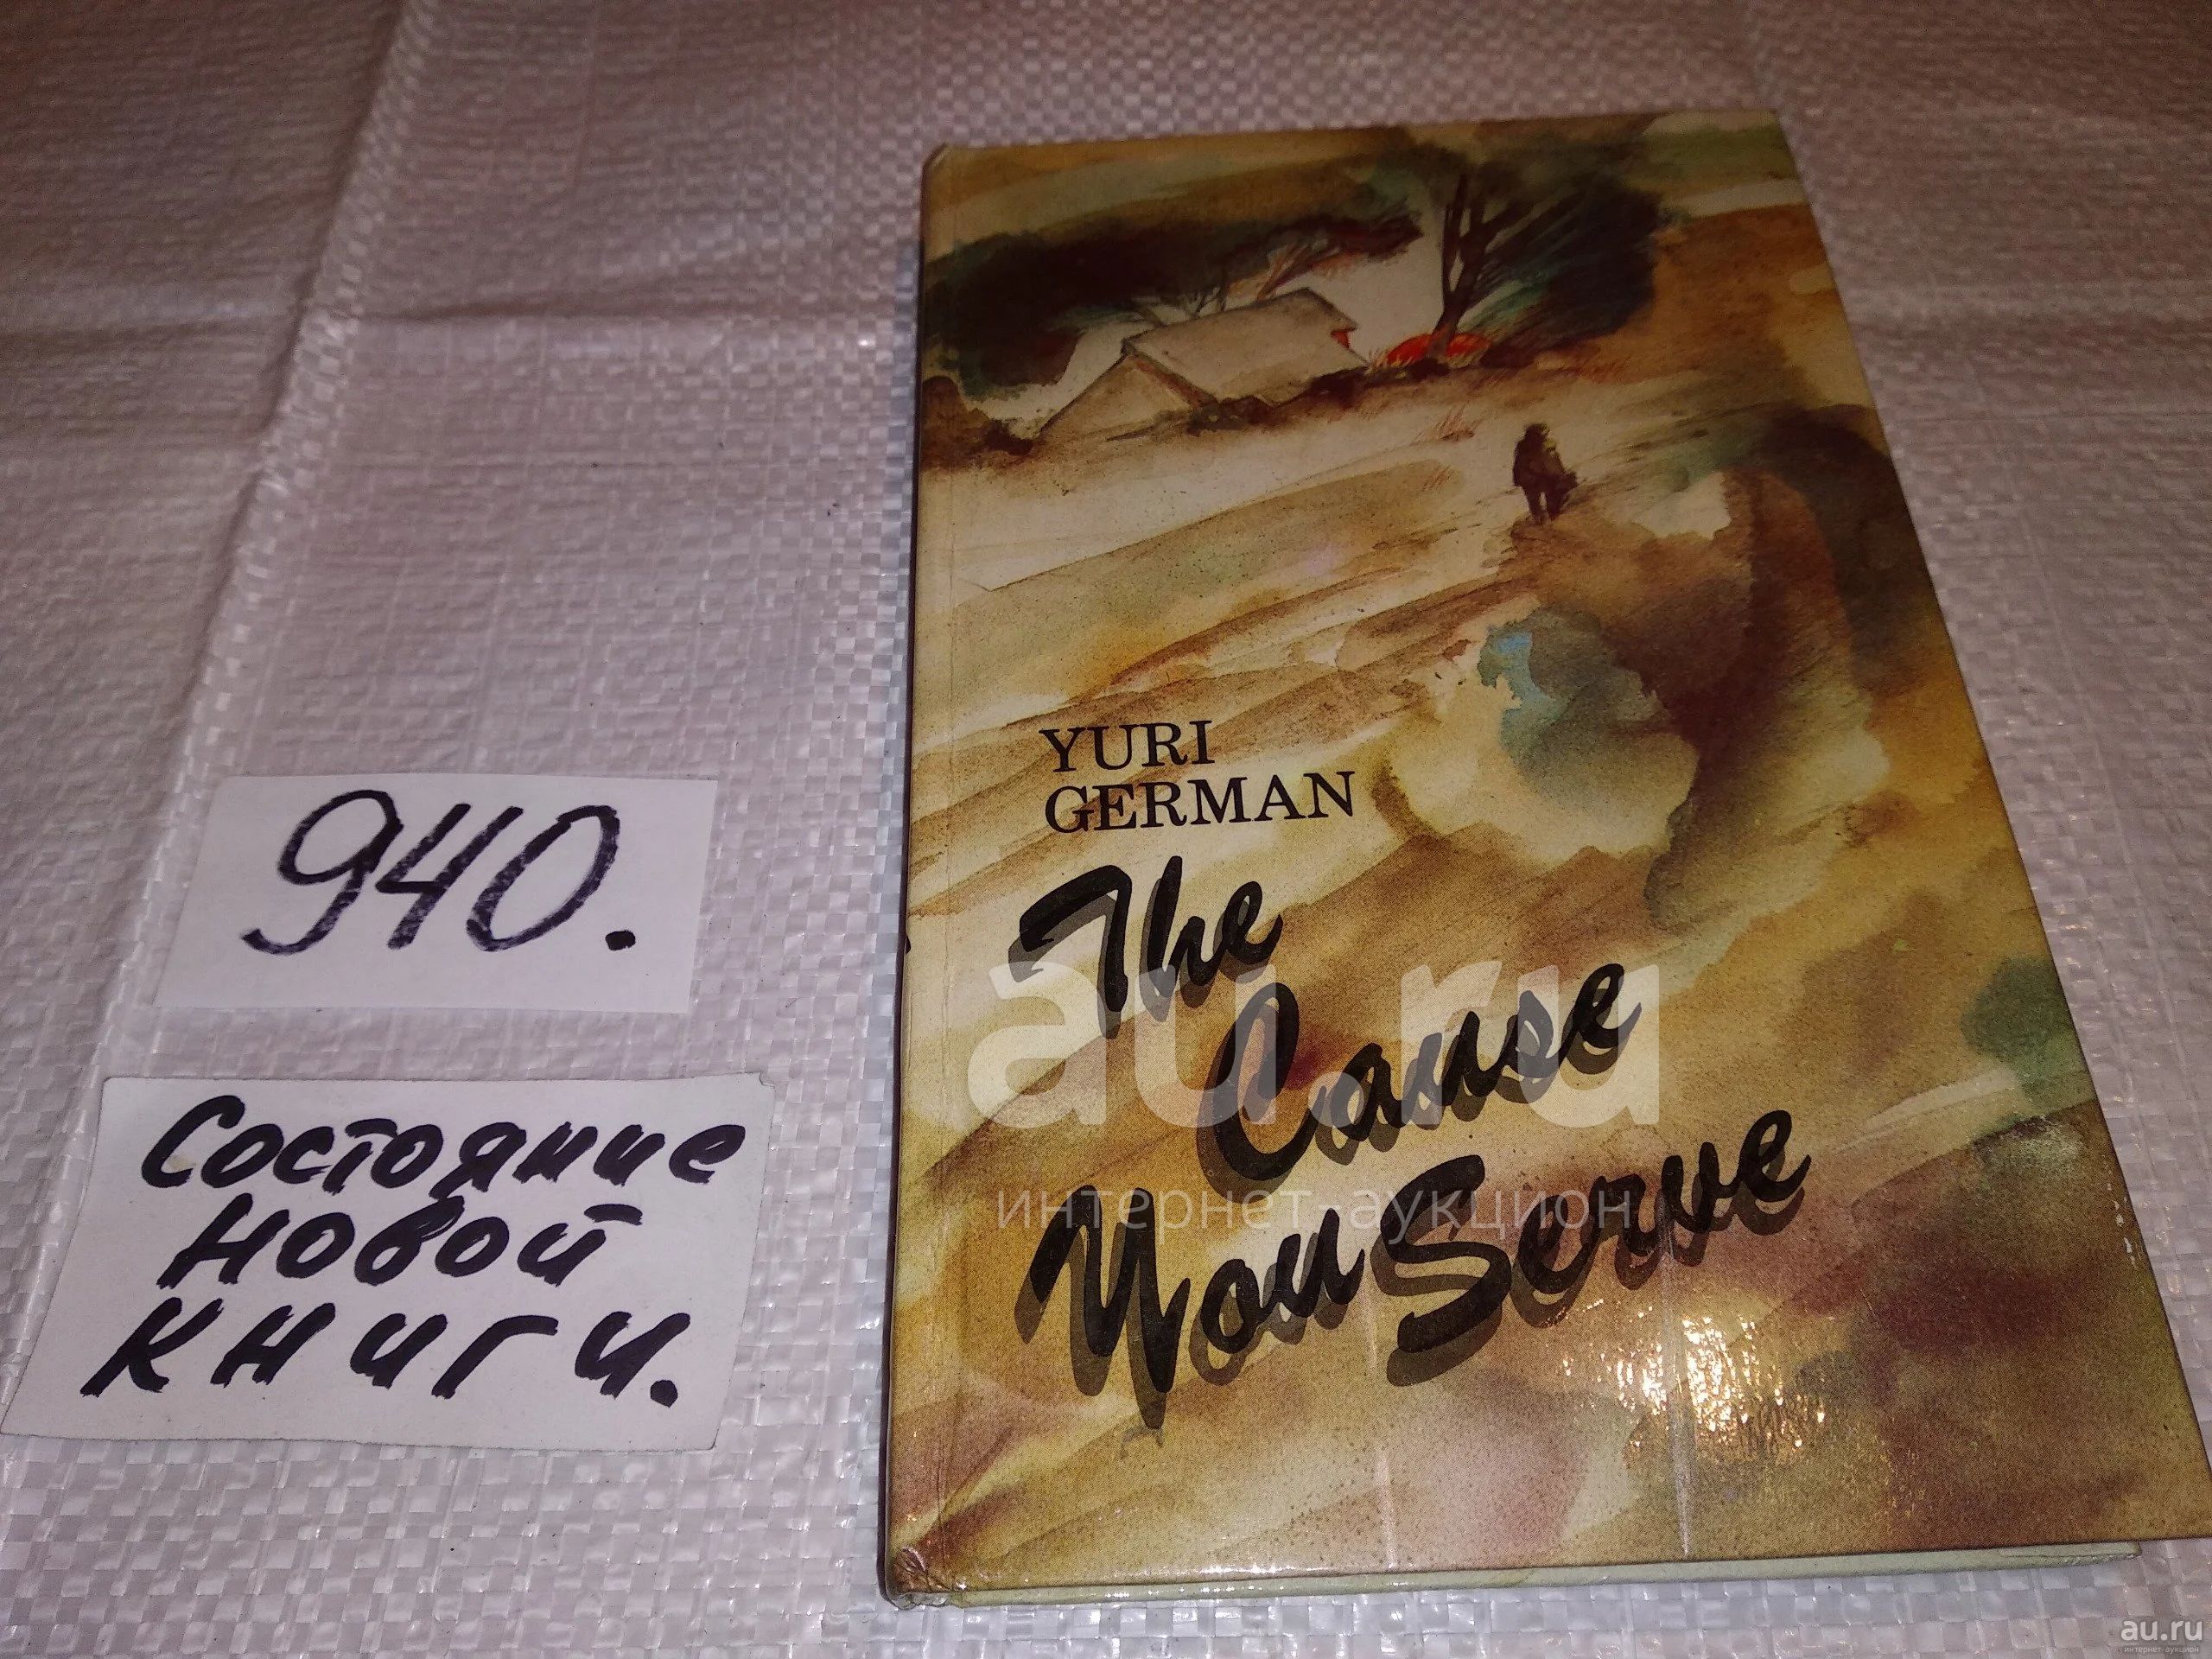 940.
Состояние
новой
книги.
YURI
GERMAN
The
Cause
You Serve
au.ru
интернет-аукцион
au.ru
интернет-аукцион